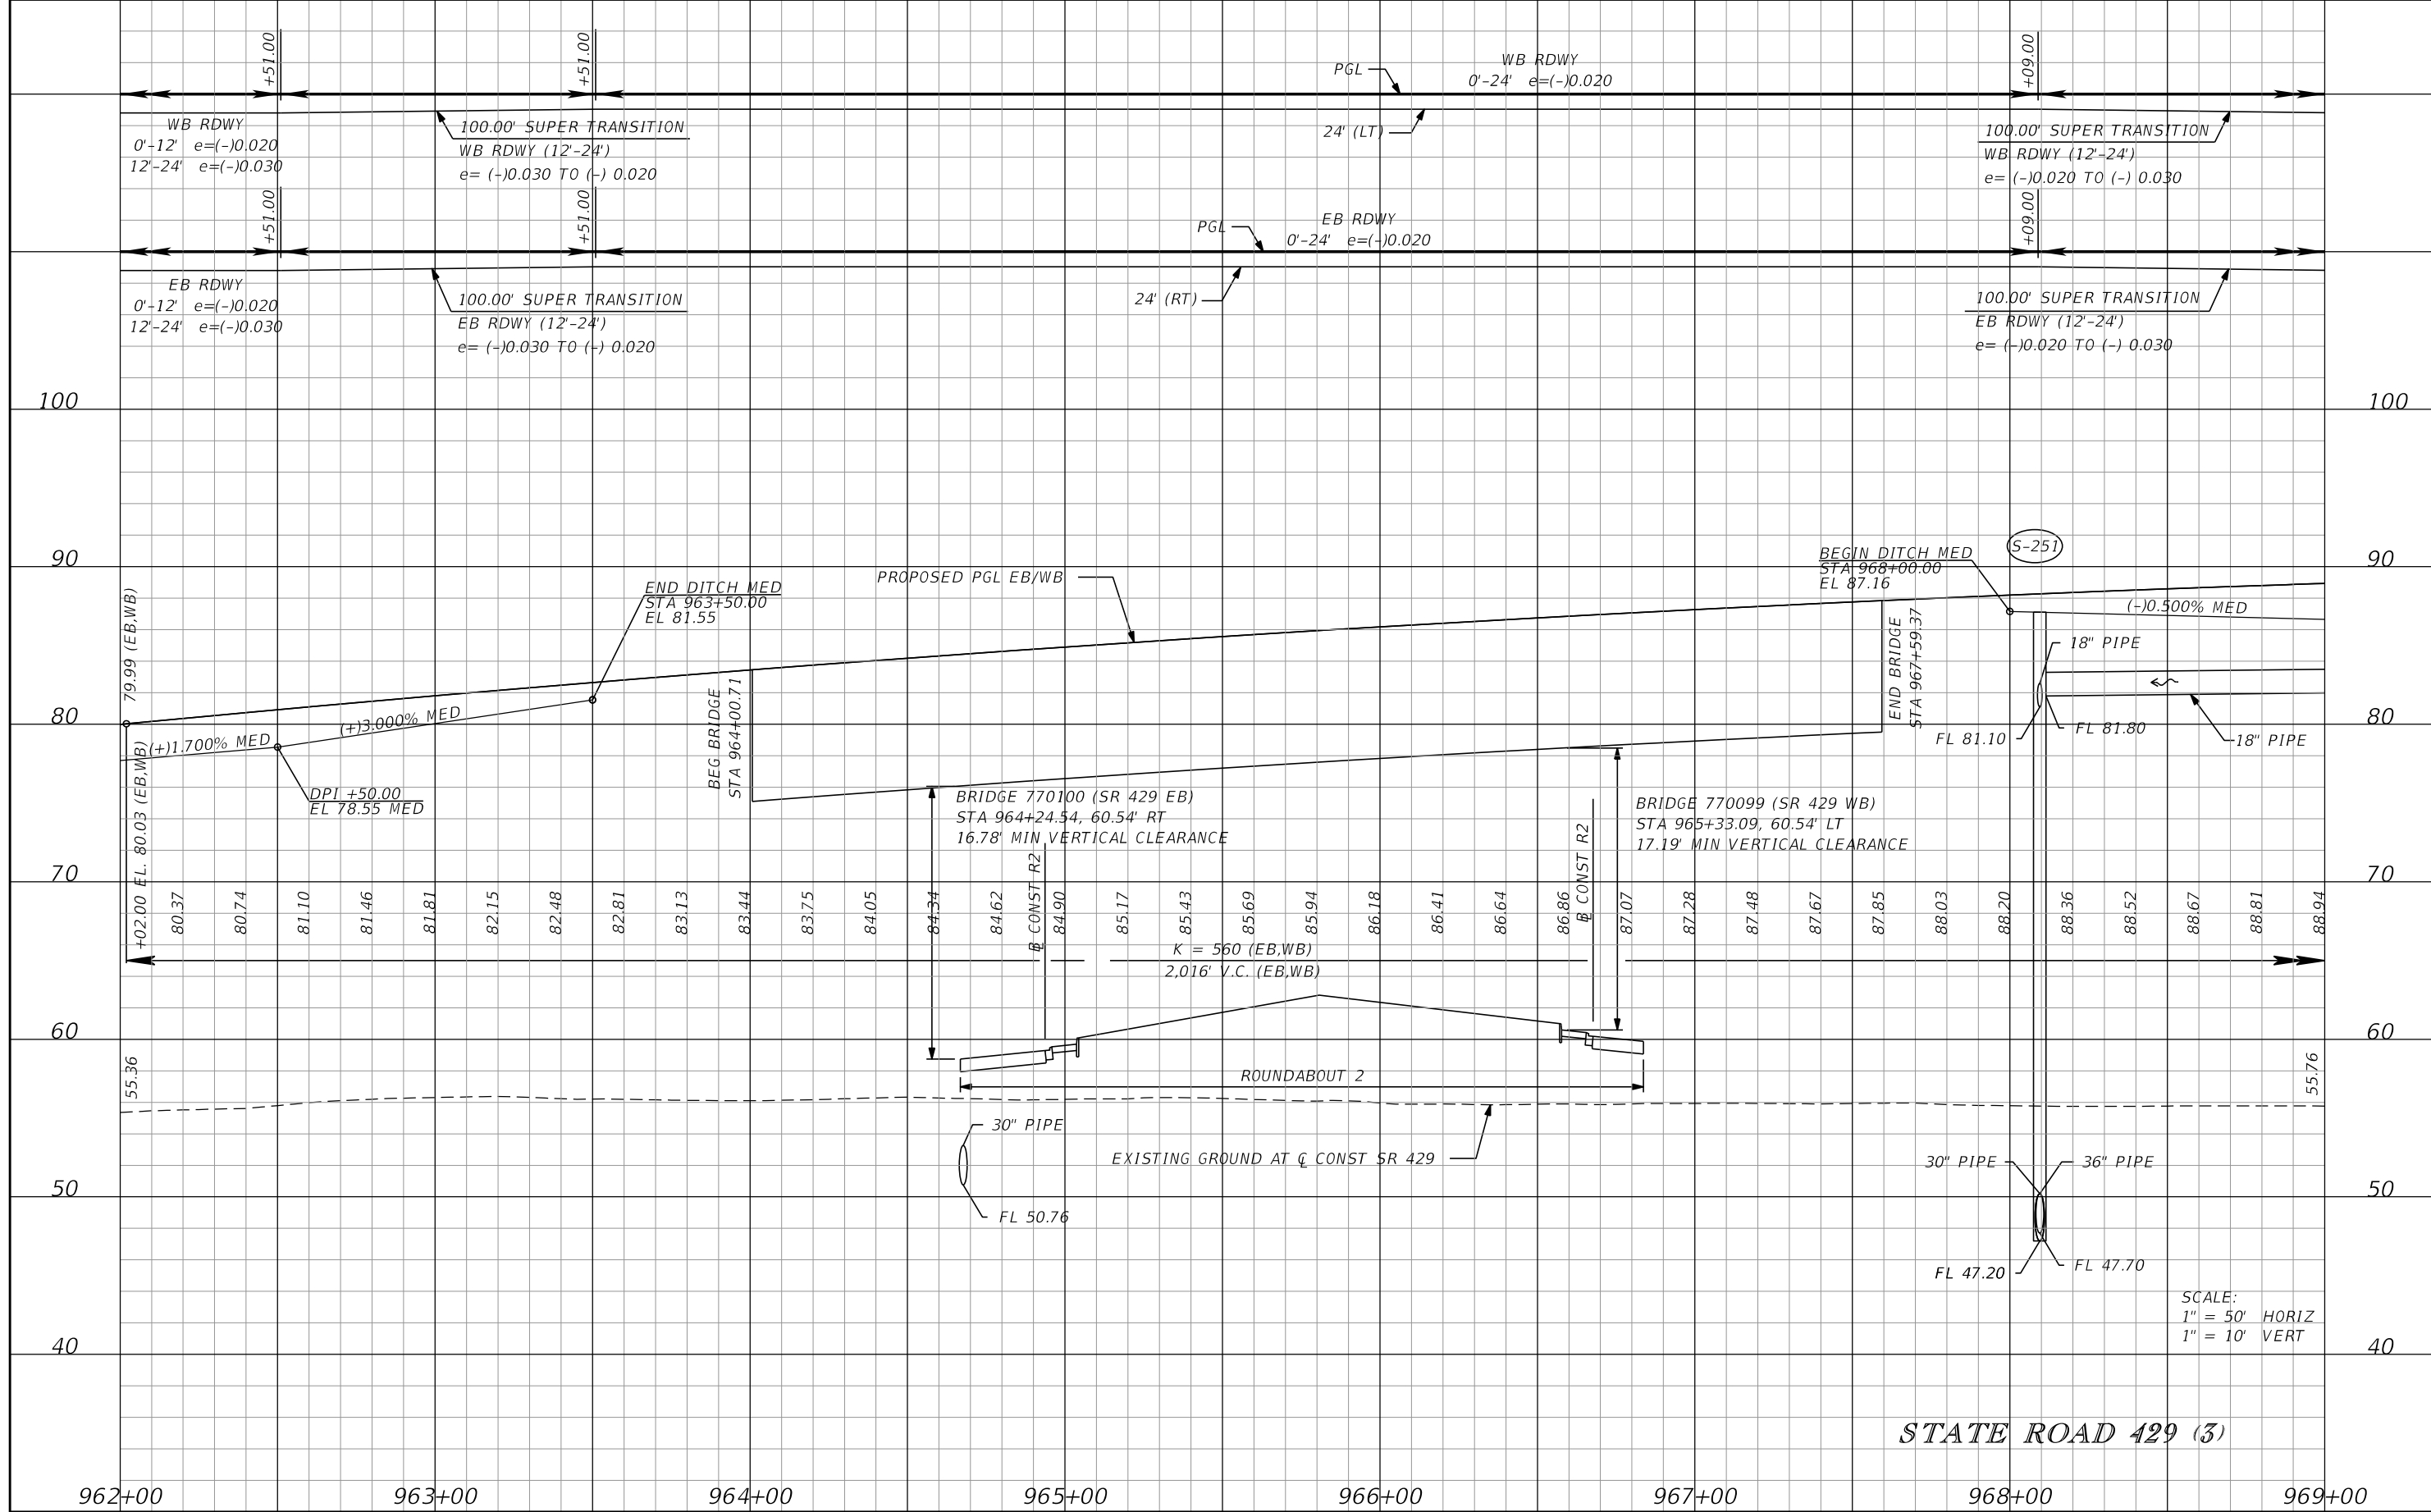 +51.00
+51.00
+09.00
PGL
WB RDWY
0'-24' e=(-)0.020
WB RDWY
0'-12' e=(-)0.020
12'-24' e=(-)0.030
100.00' SUPER TRANSITION
WB RDWY (12'-24')
e= (-)0.030 TO (-) 0.020
24' (LT)
100.00' SUPER TRANSITION
WB RDWY (12'-24')
e= (-)0.020 TO (-) 0.030
+51.00
+51.00
+09.00
PGL
EB RDWY
0'-24' e=(-)0.020
EB RDWY
0'-12' e=(-)0.020
12'-24' e=(-)0.030
100.00' SUPER TRANSITION
EB RDWY (12'-24')
e= (-)0.030 TO (-) 0.020
24' (RT)
100.00' SUPER TRANSITION
EB RDWY (12'-24')
e= (-)0.020 TO (-) 0.030
100
100
90
90
79.99 (EB,WB)
END DITCH MED
STA 963+50.00
EL 81.55
PROPOSED PGL EB/WB
BEGIN DITCH MED
STA 968+00.00
EL 87.16
S-251
(-)0.500% MED
18" PIPE
80
80
(+)1.700% MED
(+)3.000% MED
BEG BRIDGE
STA 964+00.71
END BRIDGE
STA 967+59.37
FL 81.10
FL 81.80
18" PIPE
DPI +50.00
EL 78.55 MED
BRIDGE 770100 (SR 429 EB)
STA 964+24.54, 60.54' RT
16.78' MIN VERTICAL CLEARANCE
BRIDGE 770099 (SR 429 WB)
STA 965+33.09, 60.54' LT
17.19' MIN VERTICAL CLEARANCE
70
70
+02.00 EL. 80.03 (EB,WB)
80.37
80.74
81.10
81.46
81.81
82.15
82.48
82.81
83.13
83.44
83.75
84.05
84.34
84.62
℄ CONST R2
84.90
85.17
85.43
85.69
85.94
86.18
86.41
86.64
86.86
℄ CONST R2
87.07
87.28
87.48
87.67
87.85
88.03
88.20
88.36
88.52
88.67
88.81
88.94
K = 560 (EB,WB)
2,016' V.C. (EB,WB)
60
60
55.36
55.76
ROUNDABOUT 2
30" PIPE
FL 50.76
EXISTING GROUND AT ℄ CONST SR 429
30" PIPE
36" PIPE
50
50
FL 47.20
FL 47.70
SCALE:
1" = 50' HORIZ
1" = 10' VERT
40
40
STATE ROAD 429 (3)
962+00
963+00
964+00
965+00
966+00
967+00
968+00
969+00